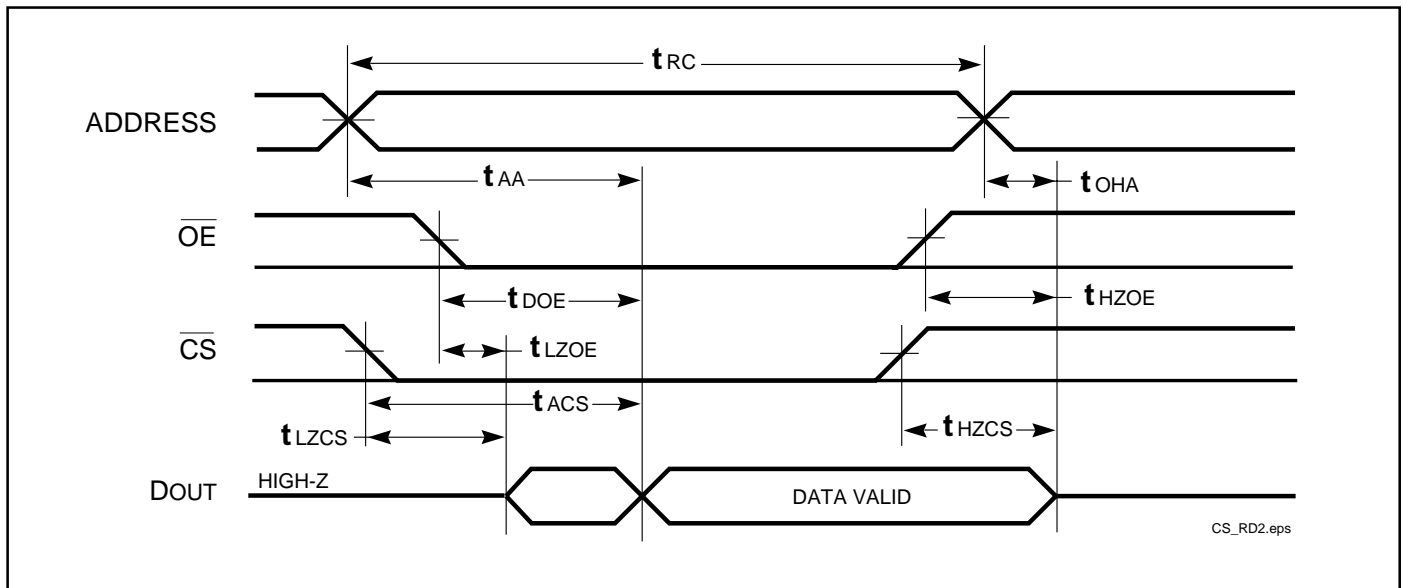 tRC
ADDRESS
tAA
tOHA
OE
tDOE
tHZOE
CS
tLZOE
tACS
tLZCS
tHZCS
DOUT
HIGH-Z
DATA VALID
CS_RD2.eps